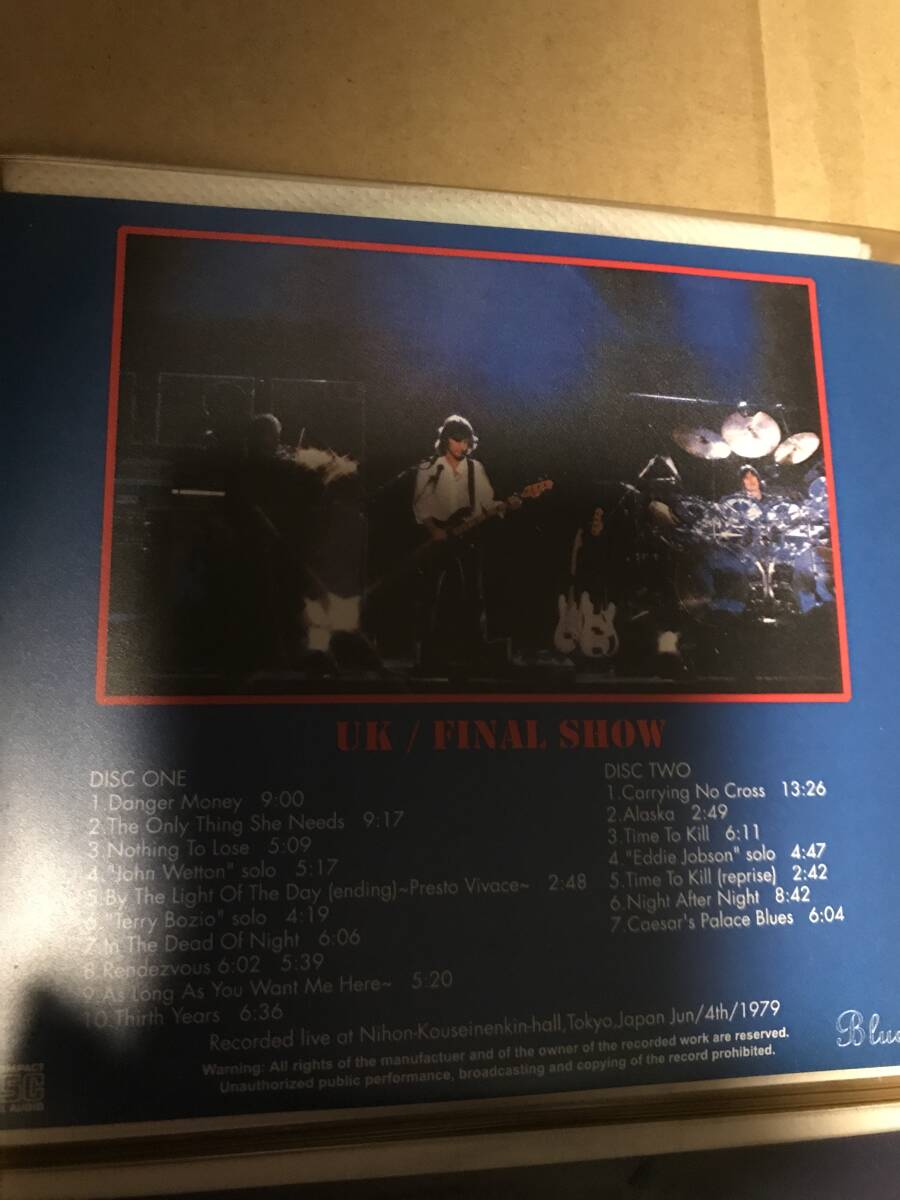 UK / FINAL SHOW
DISC ONE
1.Danger Money 9:00
2.The Only Thing She Needs 9:17
3.Nothing To Lose 5:09
4."John Wetton" solo 5:17
5.By The Light Of The Day (ending)~Presto Vivace~ 2:48
6."Terry Bozio" solo 4:19
7.In The Dead Of Night 6:06
8.Rendezvous 6:02 5:39
9.As Long As You Want Me Here~ 5:20
10.Thirth Years 6:36
DISC TWO
1.Carrying No Cross 13:26
2.Alaska 2:49
3.Time To Kill 6:11
4."Eddie Jobson" solo 4:47
5.Time To Kill (reprise) 2:42
6.Night After Night 8:42
7.Caesar's Palace Blues 6:04
Recorded live at Nihon-Kouseinenkin-hall,Tokyo,Japan Jun/4th/1979
Warning: All rights of the manufactuer and of the owner of the recorded work are reserved.
Unauthorized public performance, broadcasting and copying of the record prohibited.
Blue